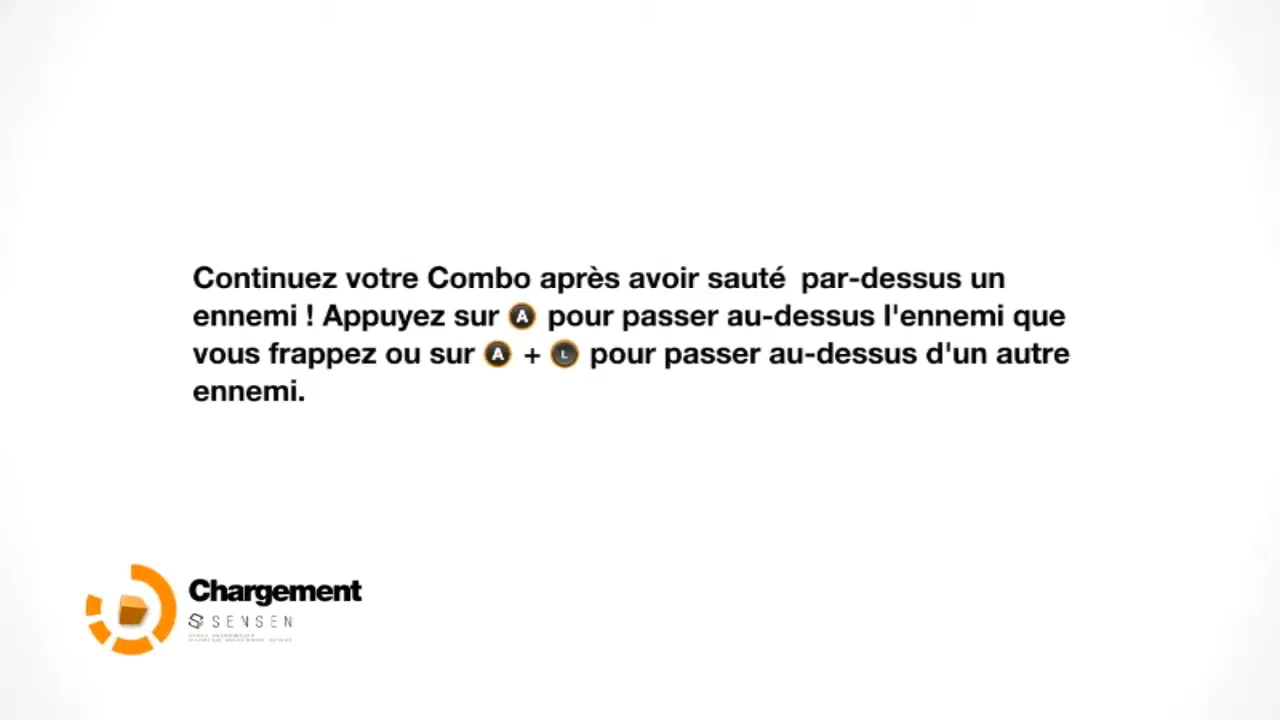 Continuez votre Combo après avoir sauté par-dessus un
ennemi ! Appuyez sur A pour passer au-dessus l'ennemi que
vous frappez ou sur A + L pour passer au-dessus d'un autre
ennemi.
Chargement
SENSEN